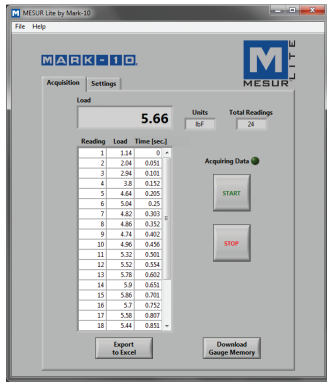 MESUR Lite by Mark-10
File Help
MARK-10
M
MESUR
LITE
Acquisition Settings
Load
5.66
Units
lbF
Total Readings
24
Reading Load Time [sec.]
1 1.14 0
2 2.04 0.051
3 2.94 0.101
4 3.8 0.152
5 4.64 0.205
6 5.04 0.25
7 4.82 0.303
8 4.86 0.352
9 4.74 0.402
10 4.96 0.456
11 5.32 0.501
12 5.52 0.554
13 5.78 0.602
14 5.9 0.651
15 5.86 0.701
16 5.7 0.752
17 5.58 0.807
18 5.44 0.851
Acquiring Data
START
STOP
Export
to Excel
Download
Gauge Memory